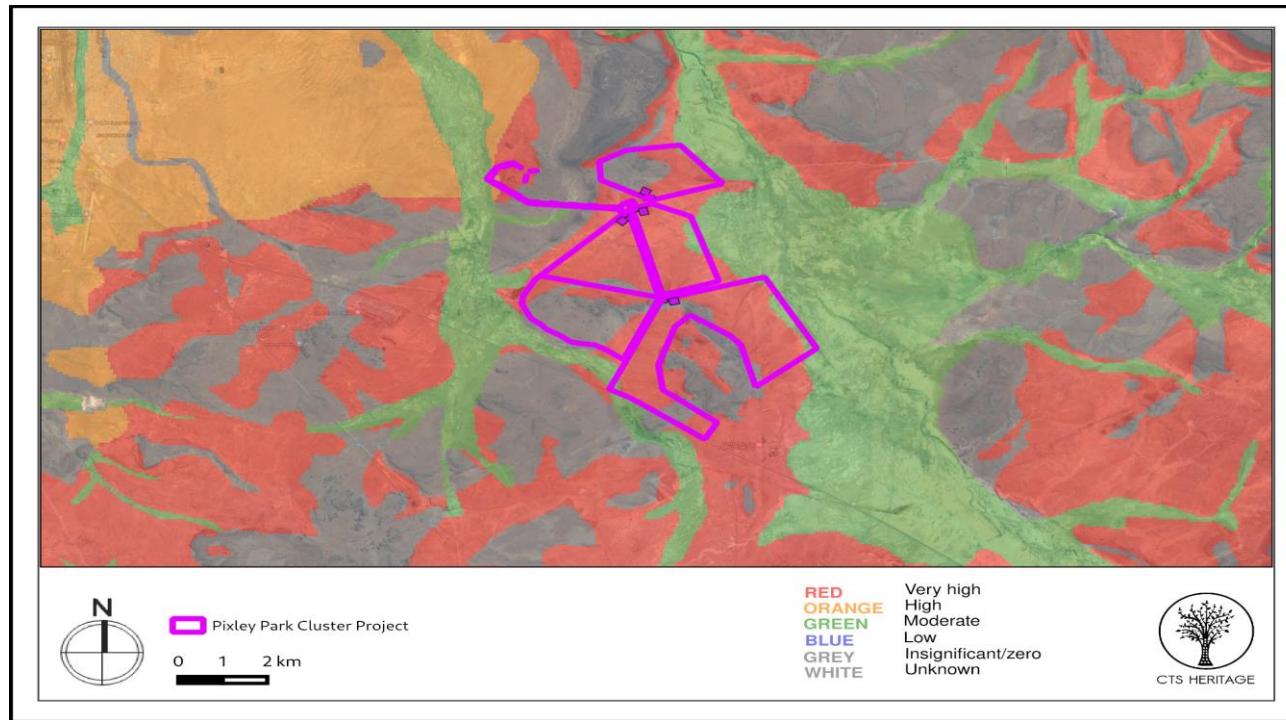 N
Pixley Park Cluster Project
0 1 2 km
RED Very high
ORANGE High
GREEN Moderate
BLUE Low
GREY Insignificant/zero
WHITE Unknown
CTS HERITAGE